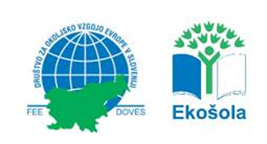 DRUŠTVO ZA OKOLJSKO VZGOJO EVROPE V SLOVENIJI
FEE DOVES
Ekošola